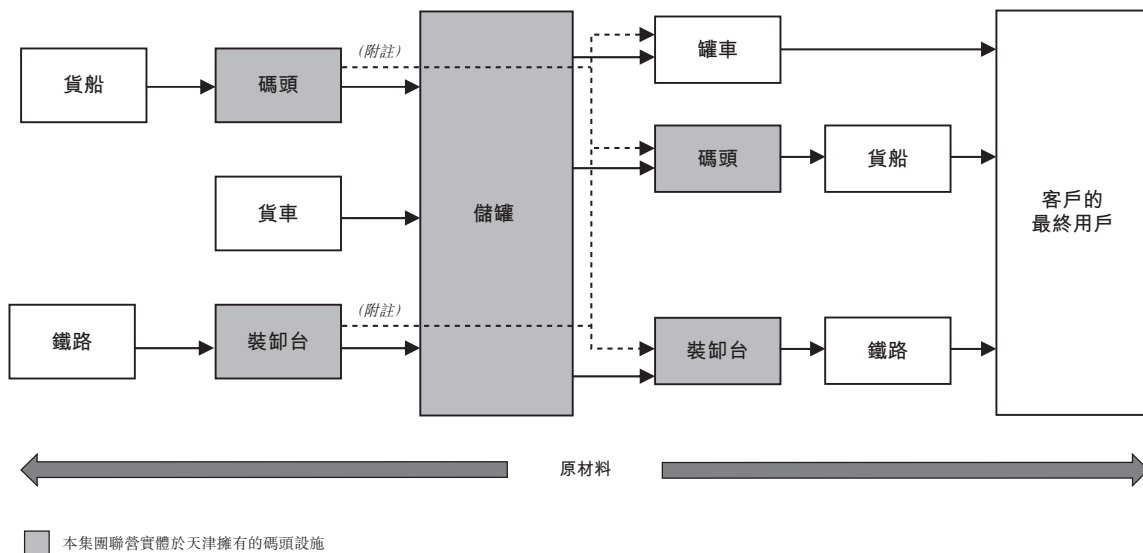 (附註)
罐車
貨船
碼頭
碼頭
貨船
貨車
儲罐
客戶的
最終用戶
(附註)
鐵路
裝卸台
裝卸台
鐵路
原材料
本集團聯營實體於天津擁有的碼頭設施